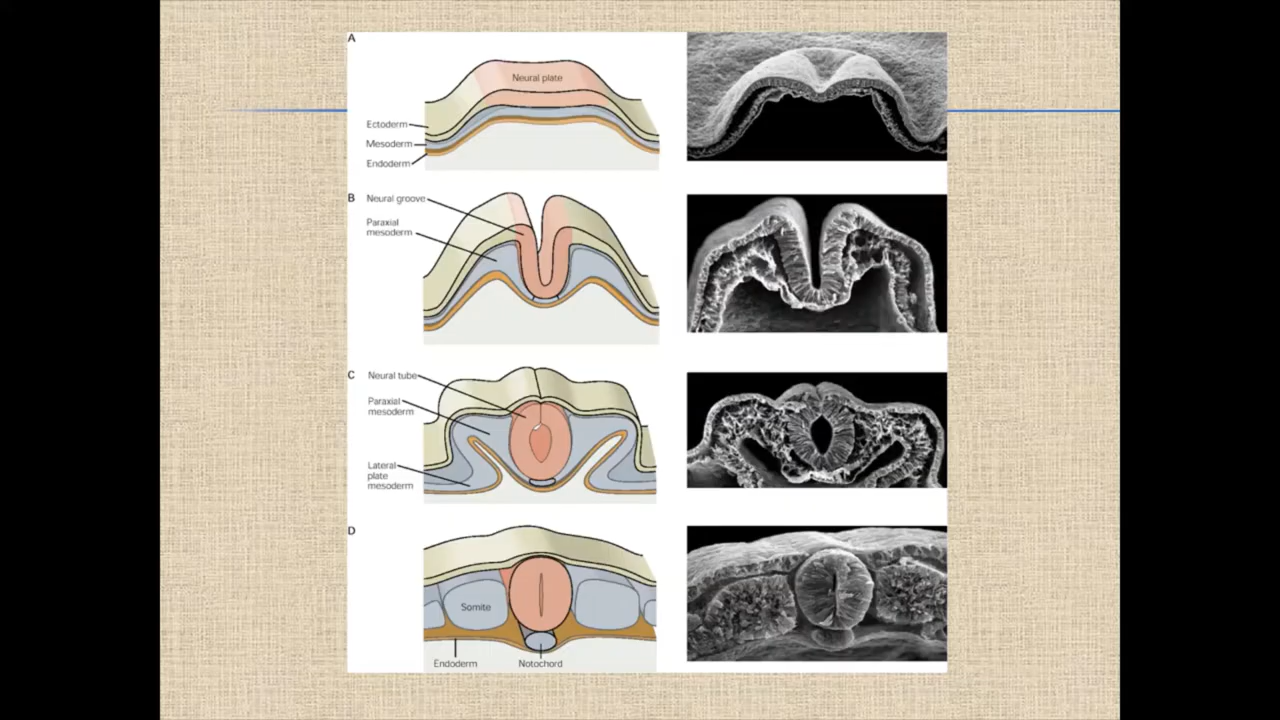 A
Neural plate
Ectoderm
Mesoderm
Endoderm
B
Neural groove
Paraxial
mesoderm
C
Neural tube
Paraxial
mesoderm
Lateral
plate
mesoderm
D
Somite
Endoderm
Notochord